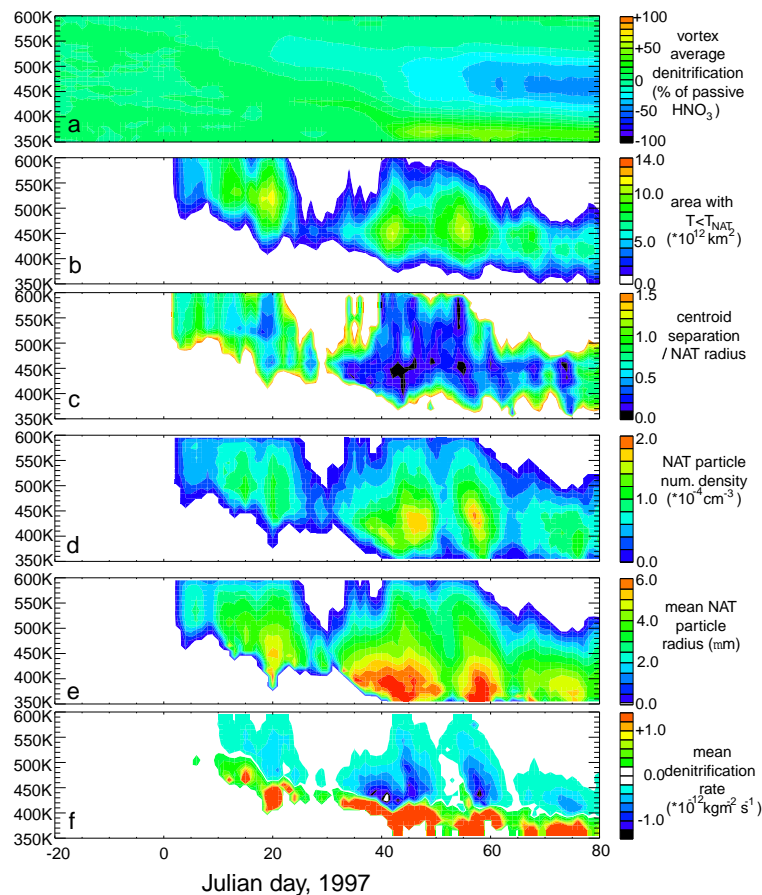 600K
550K
500K
450K
400K
350K
a
+100
+50
0
-50
-100
vortex
average
denitrification
(% of passive
HNO3)
600K
550K
500K
450K
400K
350K
b
14.0
10.0
5.0
0.0
area with
T<TNAT
(*10^12 km^2)
600K
550K
500K
450K
400K
350K
c
1.5
1.0
0.5
0.0
centroid
separation
/ NAT radius
600K
550K
500K
450K
400K
350K
d
2.0
1.0
0.0
NAT particle
num. density
(*10^-4 cm^-3)
600K
550K
500K
450K
400K
350K
e
6.0
4.0
2.0
0.0
mean NAT
particle
radius (mm)
600K
550K
500K
450K
400K
350K
f
+1.0
0.0
-1.0
mean
denitrification
rate
(*10^12 kgm^2 s^-1)
-20 0 20 40 60 80
Julian day, 1997